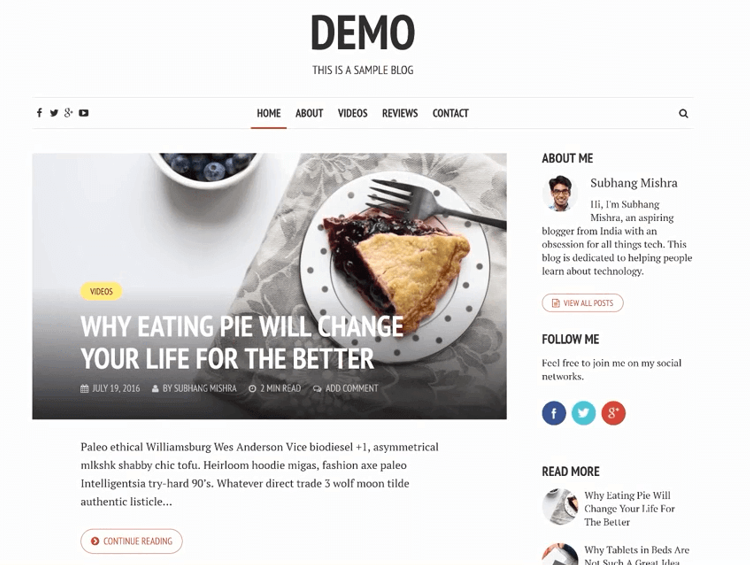 DEMO
THIS IS A SAMPLE BLOG
HOME ABOUT VIDEOS REVIEWS CONTACT
VIDEOS
WHY EATING PIE WILL CHANGE
YOUR LIFE FOR THE BETTER
JULY 19, 2016 BY SUBHANG MISHRA 2 MIN READ ADD COMMENT
Paleo ethical Williamsburg Wes Anderson Vice biodiesel +1, asymmetrical
mlkshk shabby chic tofu. Heirloom hoodie migas, fashion axe paleo
Intelligentsia try-hard 90's. Whatever direct trade 3 wolf moon tilde
authentic listicle…
CONTINUE READING
ABOUT ME
Subhang Mishra
Hi, I'm Subhang
Mishra, an aspiring
blogger from India with an
obsession for all things tech. This
blog is dedicated to helping people
learn about technology.
VIEW ALL POSTS
FOLLOW ME
Feel free to join me on my social
networks.
READ MORE
Why Eating Pie Will
Change Your Life For
The Better
Why Tablets in Beds Are
Not Such A Great Idea